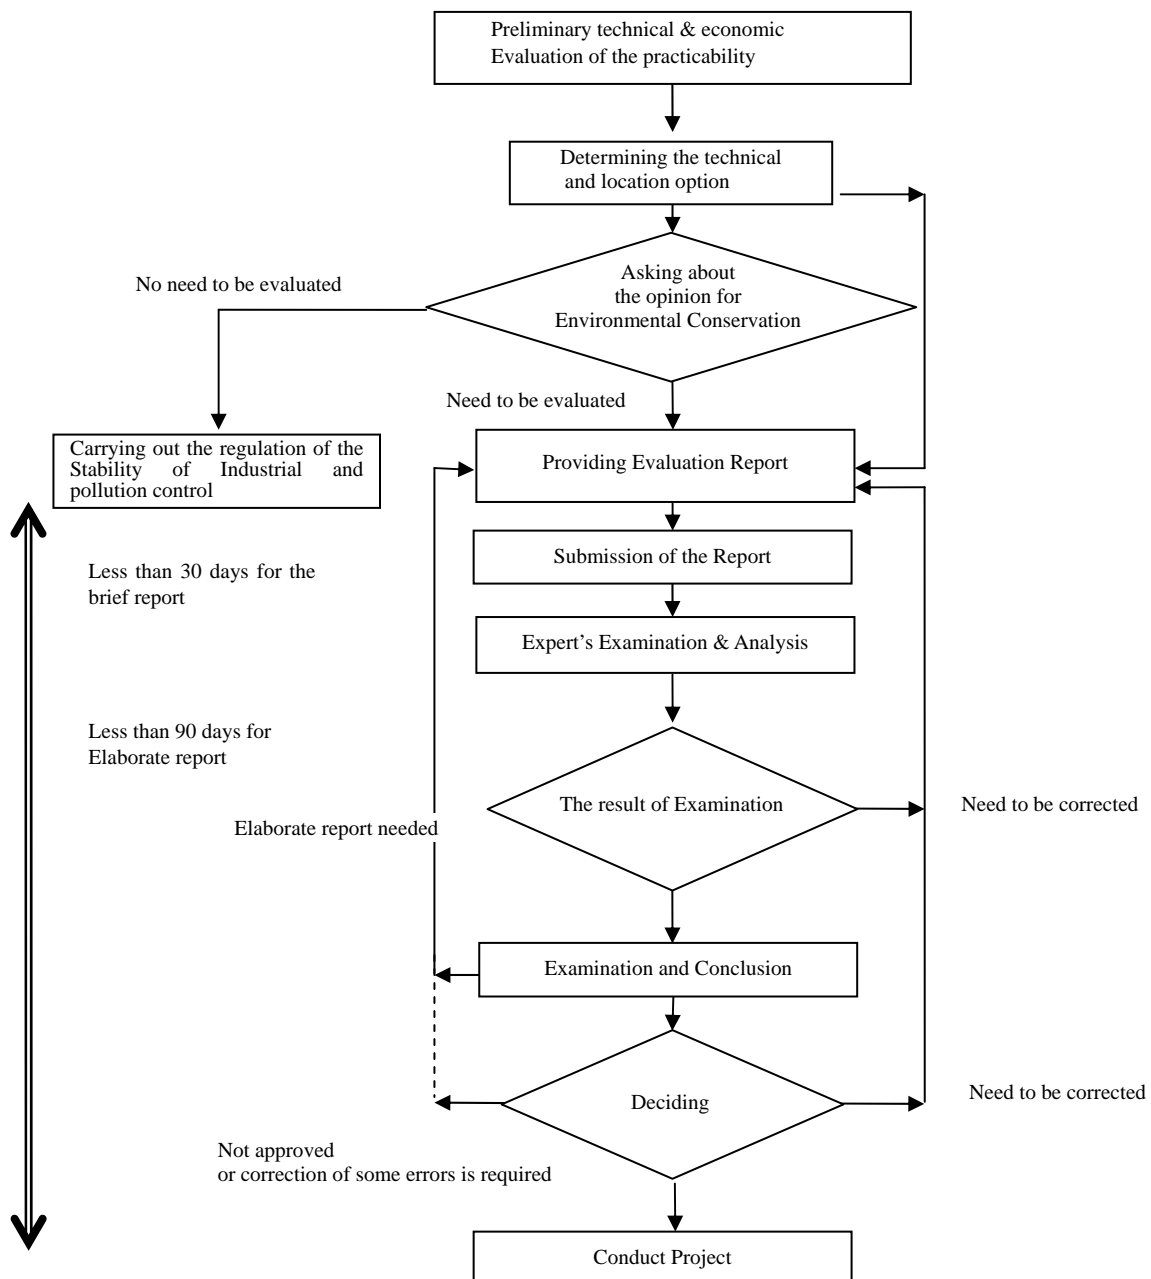 Preliminary technical & economic
Evaluation of the practicability
Determining the technical
and location option
Asking about
the opinion for
Environmental Conservation
No need to be evaluated
Need to be evaluated
Carrying out the regulation of the
Stability of Industrial and
pollution control
Providing Evaluation Report
Submission of the Report
Less than 30 days for the
brief report
Expert’s Examination & Analysis
Less than 90 days for
Elaborate report
The result of Examination
Need to be corrected
Elaborate report needed
Examination and Conclusion
Deciding
Need to be corrected
Not approved
or correction of some errors is required
Conduct Project